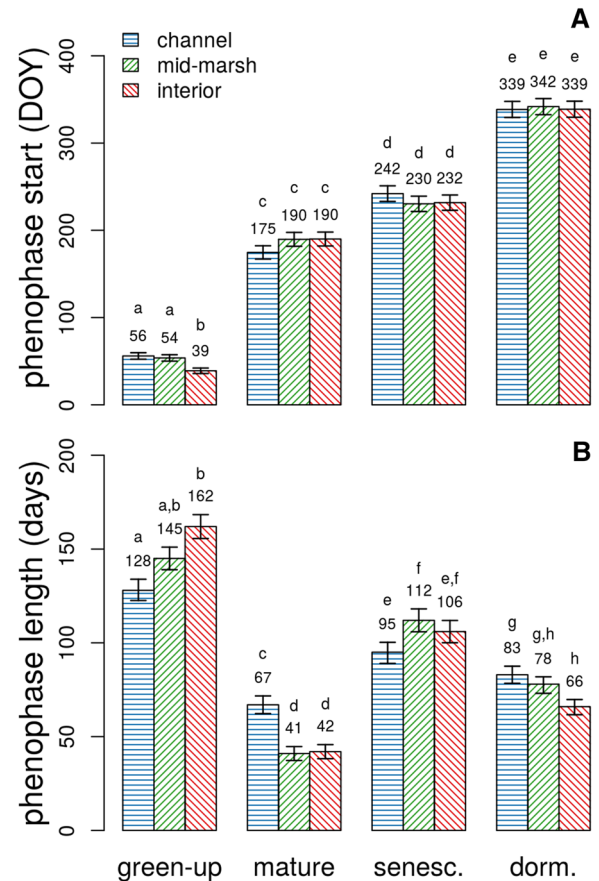 A
phenophase start (DOY)
400
300
200
100
0
channel
mid-marsh
interior
a a b
56 54 39
c c c
175 190 190
d d d
242 230 232
e e e
339 342 339
B
phenophase length (days)
200
150
100
50
0
a a,b b
128 145 162
c d d
67 41 42
e f e,f
95 112 106
g g,h h
83 78 66
green-up mature senesc. dorm.